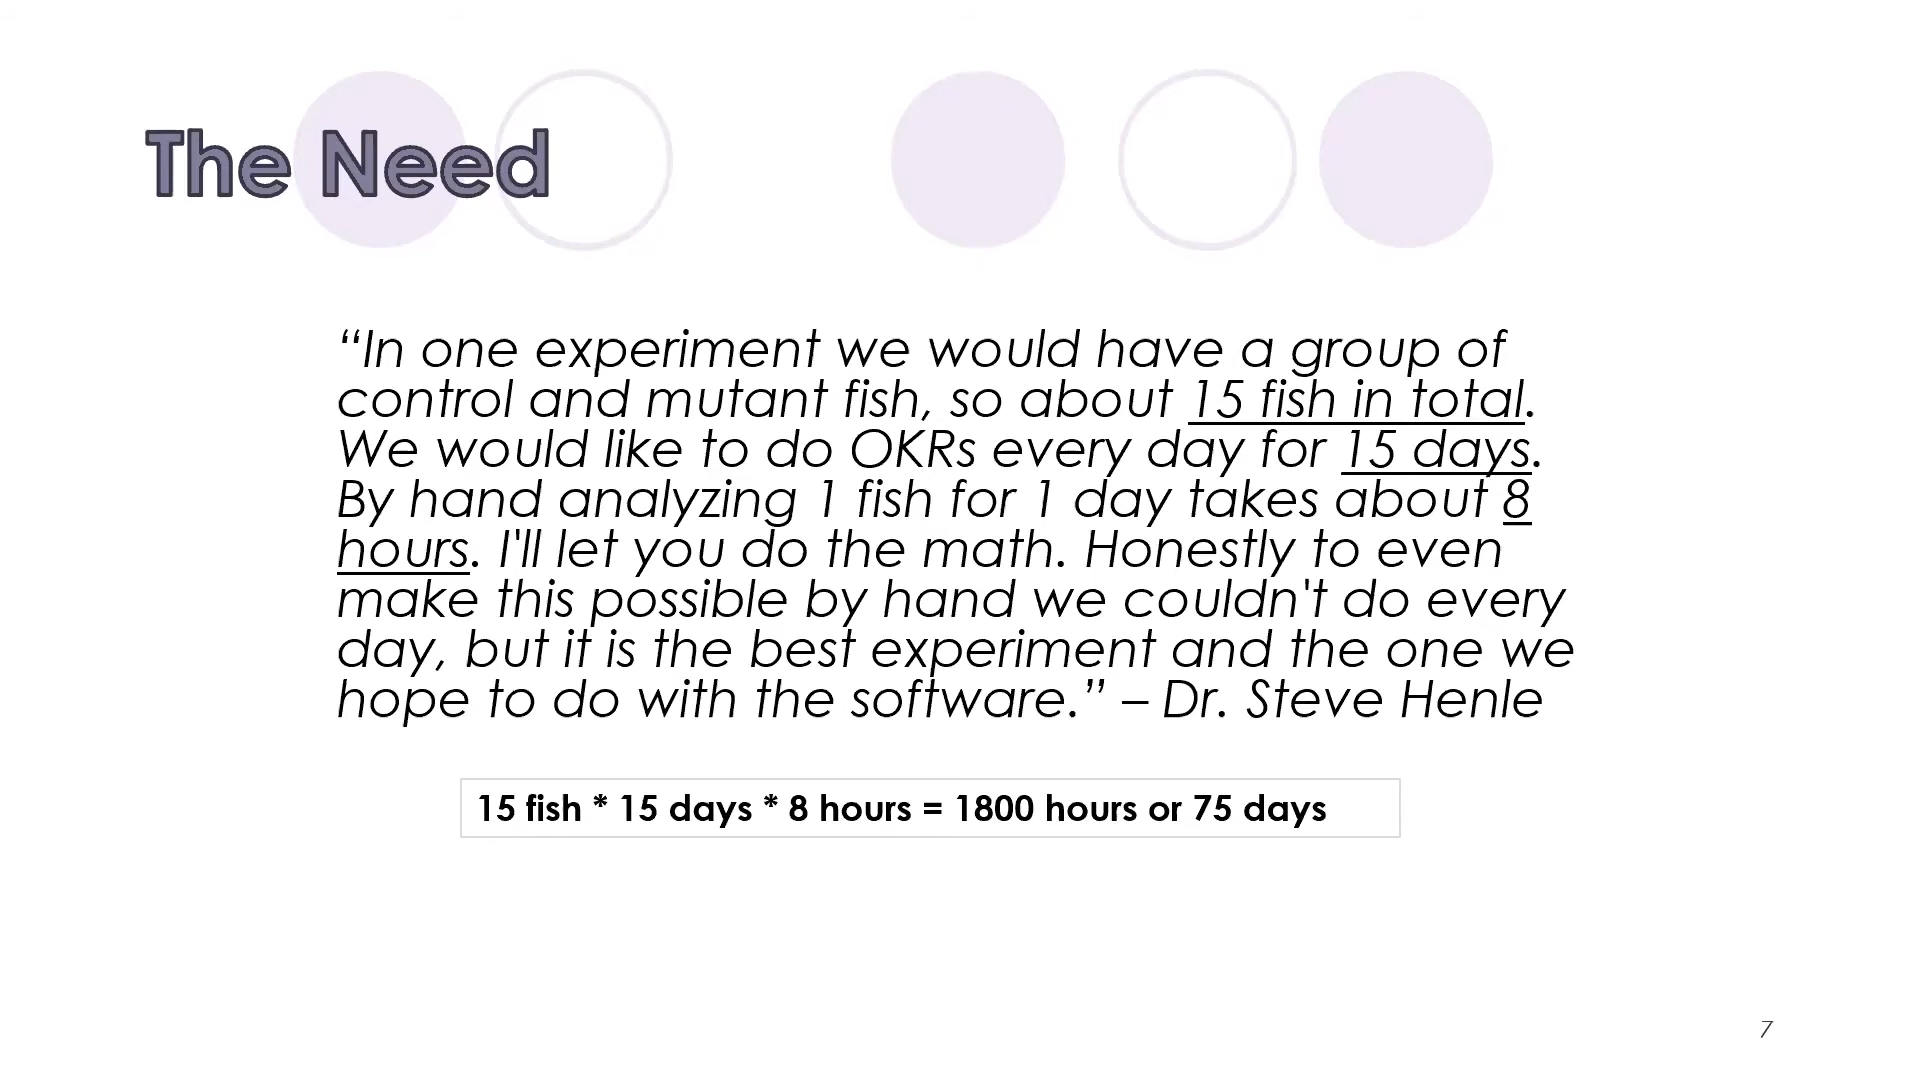 The Need
“In one experiment we would have a group of
control and mutant fish, so about 15 fish in total.
We would like to do OKRs every day for 15 days.
By hand analyzing 1 fish for 1 day takes about 8
hours. I'll let you do the math. Honestly to even
make this possible by hand we couldn't do every
day, but it is the best experiment and the one we
hope to do with the software.” – Dr. Steve Henle
15 fish * 15 days * 8 hours = 1800 hours or 75 days
7